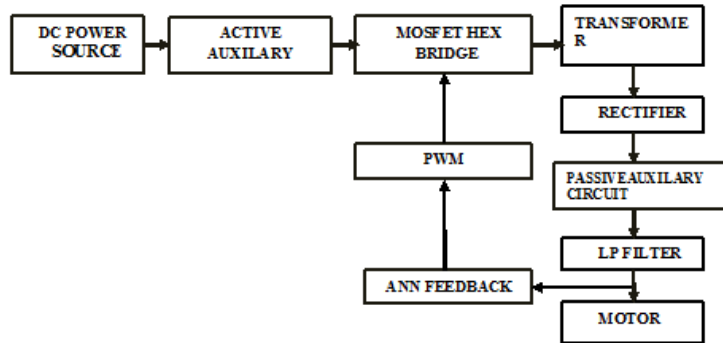 DC POWER
SOURCE
ACTIVE
AUXILARY
MOSFET HEX
BRIDGE
TRANSFORME
R
RECTIFIER
PWM
PASSIVEAUXILARY
CIRCUIT
LP FILTER
ANN FEEDBACK
MOTOR